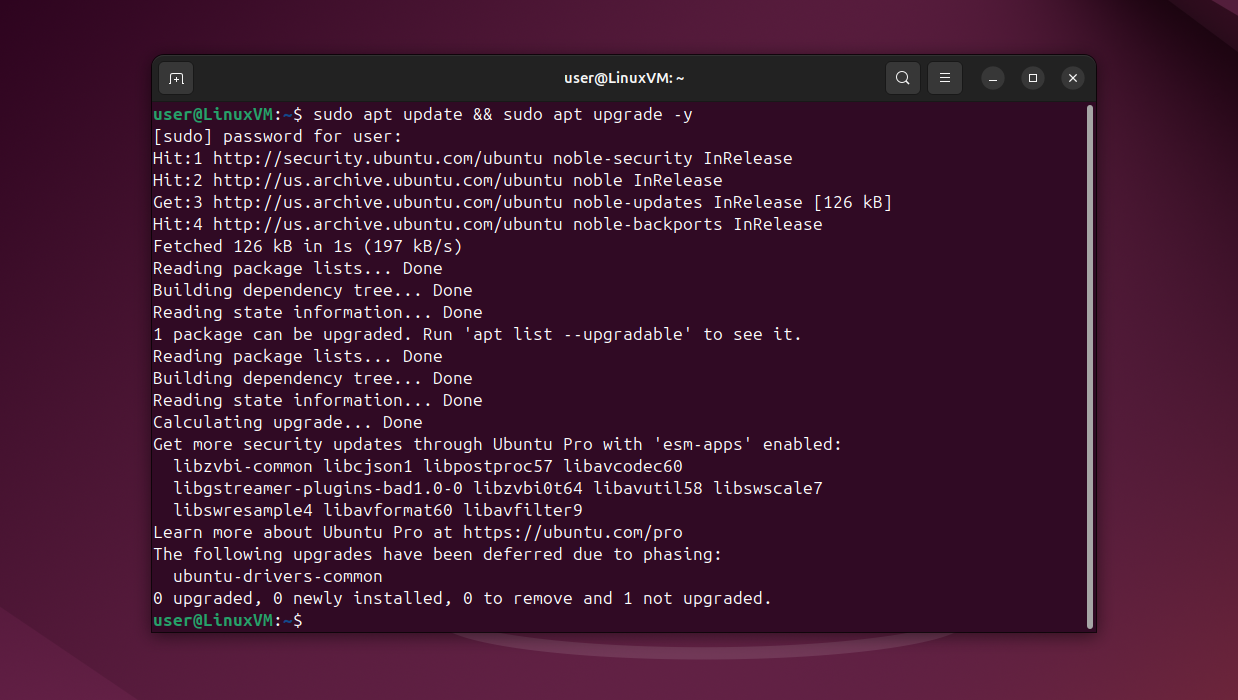 user@LinuxVM: ~
user@LinuxVM:~$ sudo apt update && sudo apt upgrade -y
[sudo] password for user:
Hit:1 http://security.ubuntu.com/ubuntu noble-security InRelease
Hit:2 http://us.archive.ubuntu.com/ubuntu noble InRelease
Get:3 http://us.archive.ubuntu.com/ubuntu noble-updates InRelease [126 kB]
Hit:4 http://us.archive.ubuntu.com/ubuntu noble-backports InRelease
Fetched 126 kB in 1s (197 kB/s)
Reading package lists... Done
Building dependency tree... Done
Reading state information... Done
1 package can be upgraded. Run 'apt list --upgradable' to see it.
Reading package lists... Done
Building dependency tree... Done
Reading state information... Done
Calculating upgrade... Done
Get more security updates through Ubuntu Pro with 'esm-apps' enabled:
  libzvbi-common libcjson1 libpostproc57 libavcodec60
  libgstreamer-plugins-bad1.0-0 libzvbi0t64 libavutil58 libswscale7
  libswresample4 libavformat60 libavfilter9
Learn more about Ubuntu Pro at https://ubuntu.com/pro
The following upgrades have been deferred due to phasing:
  ubuntu-drivers-common
0 upgraded, 0 newly installed, 0 to remove and 1 not upgraded.
user@LinuxVM:~$